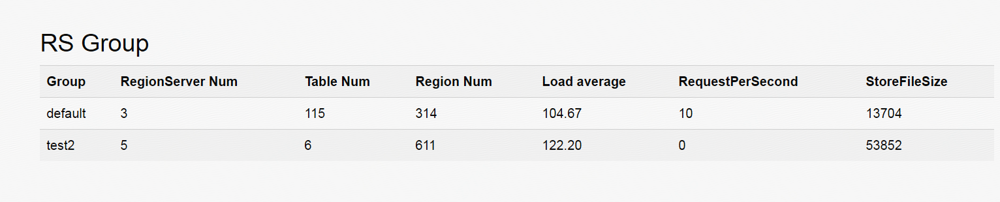 RS Group
Group RegionServer Num Table Num Region Num Load average RequestPerSecond StoreFileSize
default 3 115 314 104.67 10 13704
test2 5 6 611 122.20 0 53852